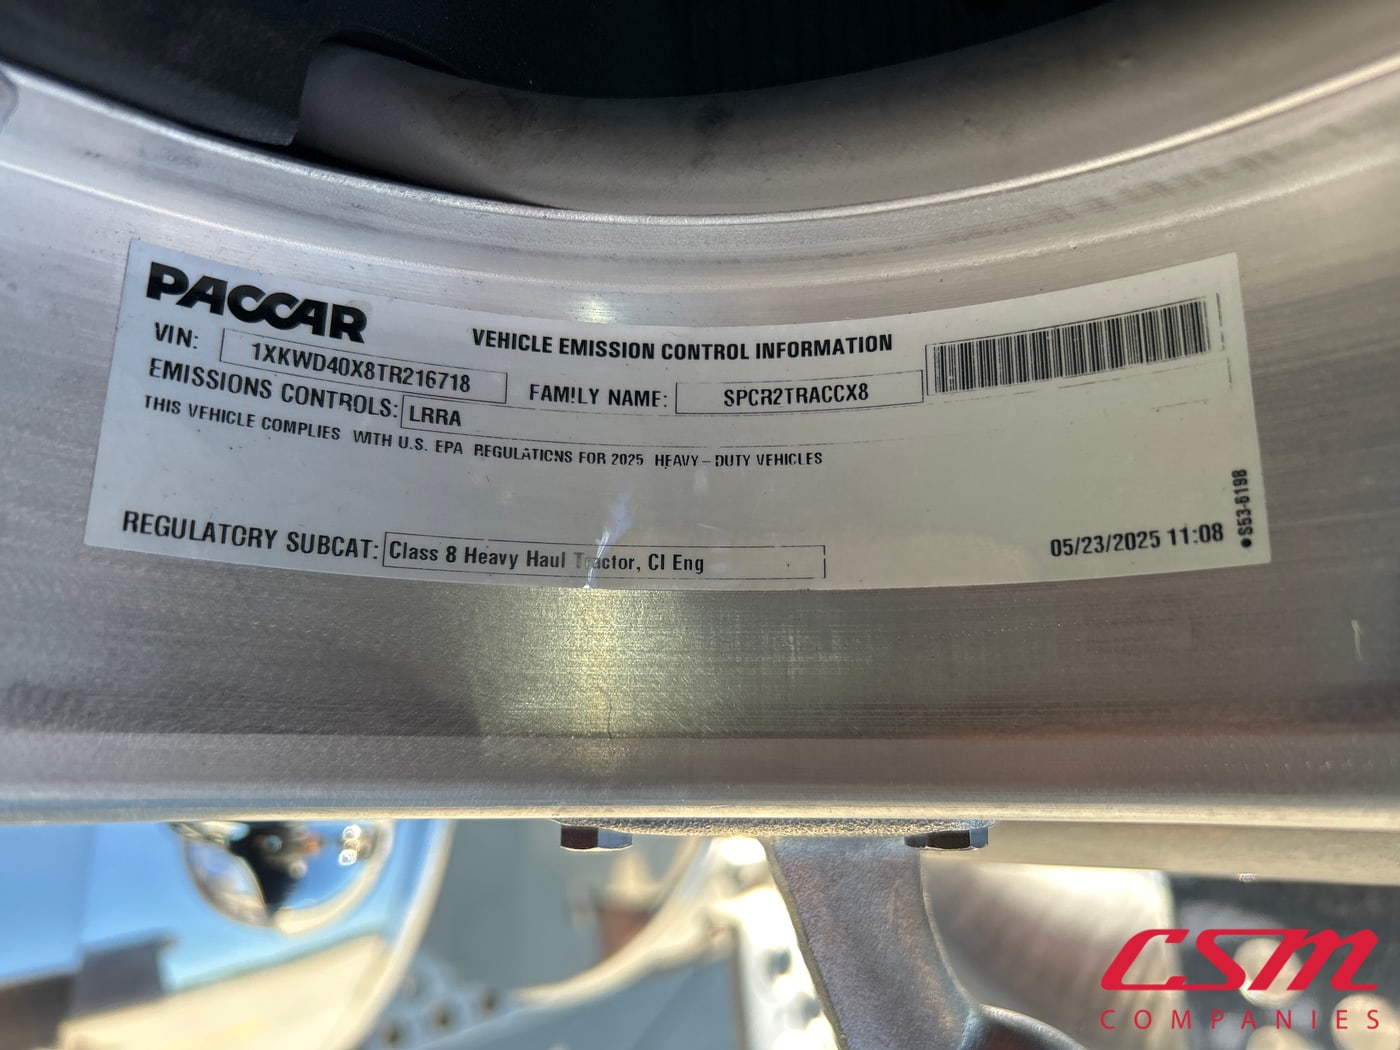 PACCAR
VEHICLE EMISSION CONTROL INFORMATION
VIN: 1XKWD40X8TR216718
FAMILY NAME: SPCR2TRACCX8
EMISSIONS CONTROLS: LRRA
THIS VEHICLE COMPLIES WITH U.S. EPA REGULATIONS FOR 2025 HEAVY-DUTY VEHICLES
REGULATORY SUBCAT: Class 8 Heavy Haul Tractor, CI Eng
05/23/2025 11:08
●S53-6198
CSM
COMPANIES